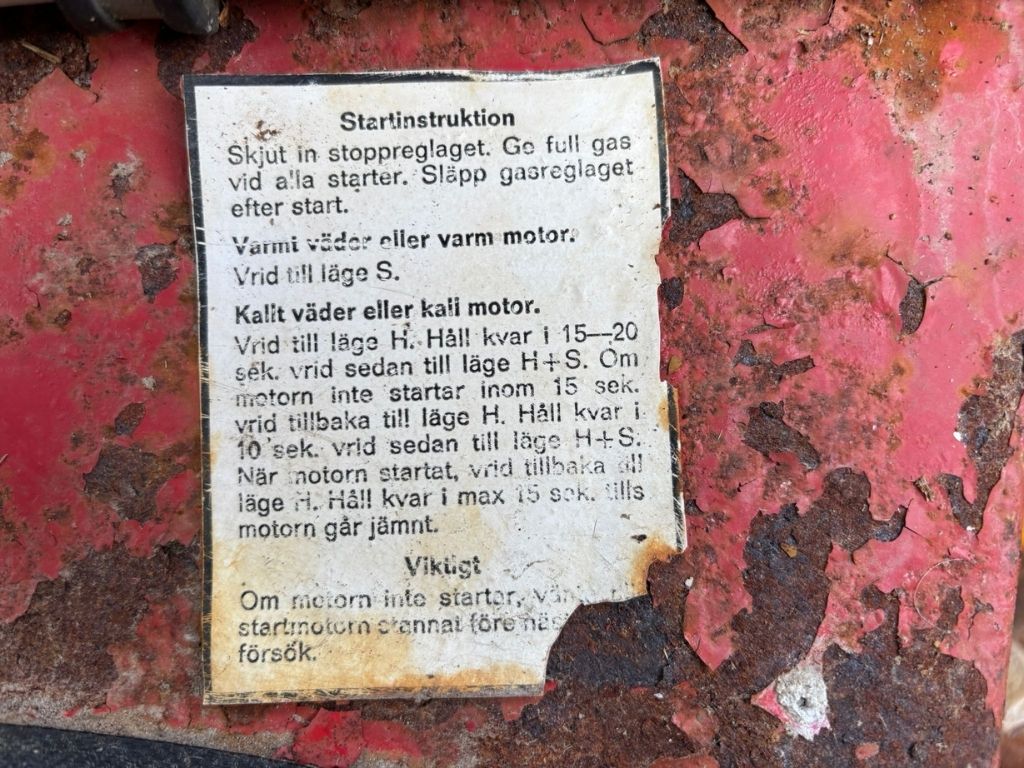 Startinstruktion
Skjut in stoppreglaget. Ge full gas
vid alla starter. Släpp gasreglaget
efter start.
Varmt väder eller varm motor.
Vrid till läge S.
Kallt väder eller kall motor.
Vrid till läge H. Håll kvar i 15—20
sek. vrid sedan till läge H+S. Om
motorn inte startar inom 15 sek.
vrid tillbaka till läge H. Håll kvar i
10 sek. vrid sedan till läge H+S.
När motorn startat, vrid tillbaka till
läge H. Håll kvar i max 15 sek. tills
motorn går jämnt.
Viktigt
Om motorn inte startar,
startmotorn stannat före
försök.